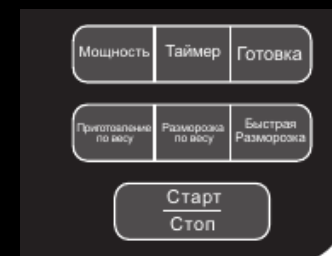 Мощность Таймер Готовка
Приготовление Разморозка Быстрая
по весу по весу Разморозка
Старт
Стоп